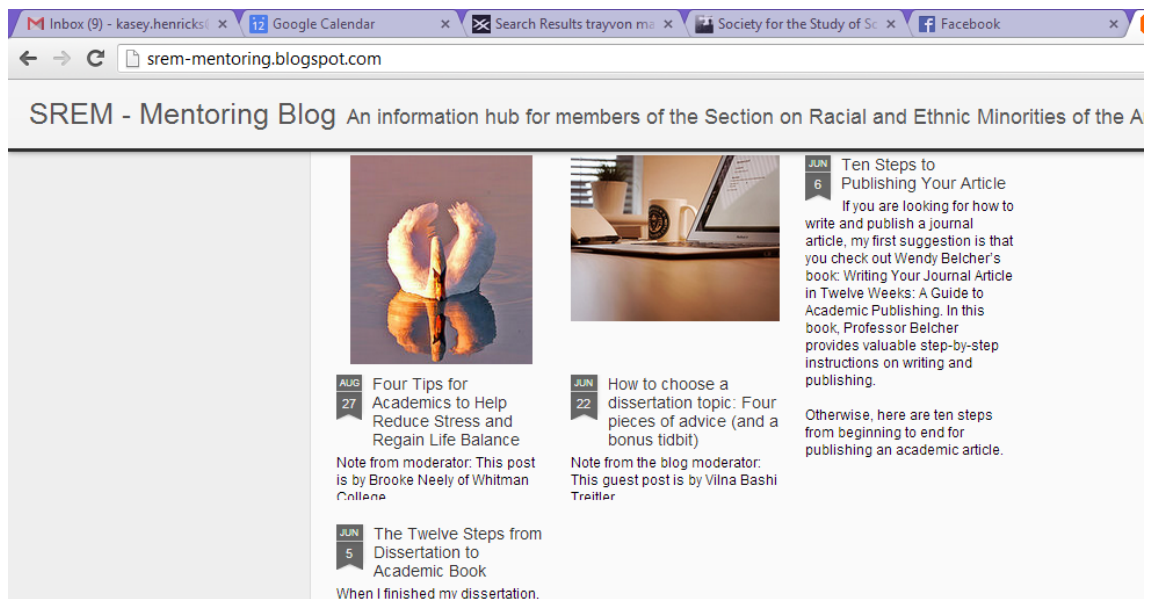 Inbox (9) - kasey.henricks
12 Google Calendar
Search Results trayvon ma
Society for the Study of Sc
Facebook
srem-mentoring.blogspot.com
SREM - Mentoring Blog An information hub for members of the Section on Racial and Ethnic Minorities of the A
AUG
27
Four Tips for
Academics to Help
Reduce Stress and
Regain Life Balance
Note from moderator: This post
is by Brooke Neely of Whitman
College
JUN
22
How to choose a
dissertation topic: Four
pieces of advice (and a
bonus tidbit)
Note from the blog moderator:
This guest post is by Vilna Bashi
Treitler
JUN
6
Ten Steps to
Publishing Your Article
If you are looking for how to
write and publish a journal
article, my first suggestion is that
you check out Wendy Belcher's
book: Writing Your Journal Article
in Twelve Weeks: A Guide to
Academic Publishing. In this
book, Professor Belcher
provides valuable step-by-step
instructions on writing and
publishing.
Otherwise, here are ten steps
from beginning to end for
publishing an academic article.
JUN
5
The Twelve Steps from
Dissertation to
Academic Book
When I finished my dissertation,